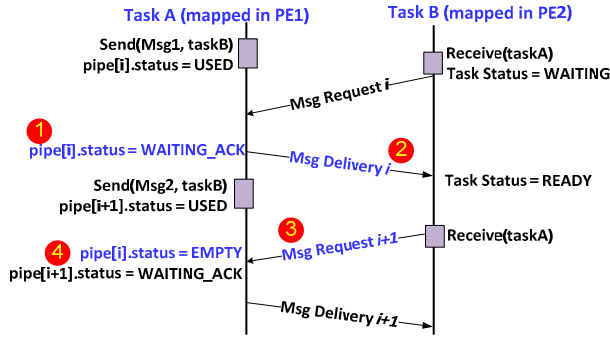 Task A (mapped in PE1)
Task B (mapped in PE2)
Send(Msg1, taskB)
pipe[i].status = USED
Receive(taskA)
Task Status = WAITING
Msg Request i
1
pipe[i].status = WAITING_ACK
Msg Delivery i
2
Task Status = READY
Send(Msg2, taskB)
pipe[i+1].status = USED
3
Receive(taskA)
4
pipe[i].status = EMPTY
Msg Request i+1
pipe[i+1].status = WAITING_ACK
Msg Delivery i+1